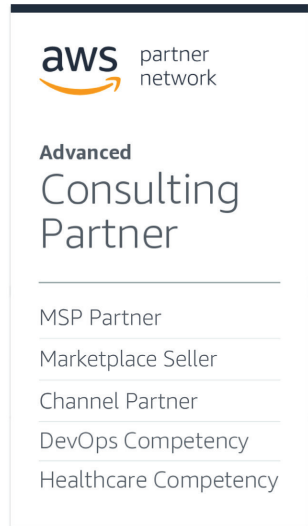 aws partner
network
Advanced
Consulting
Partner
MSP Partner
Marketplace Seller
Channel Partner
DevOps Competency
Healthcare Competency